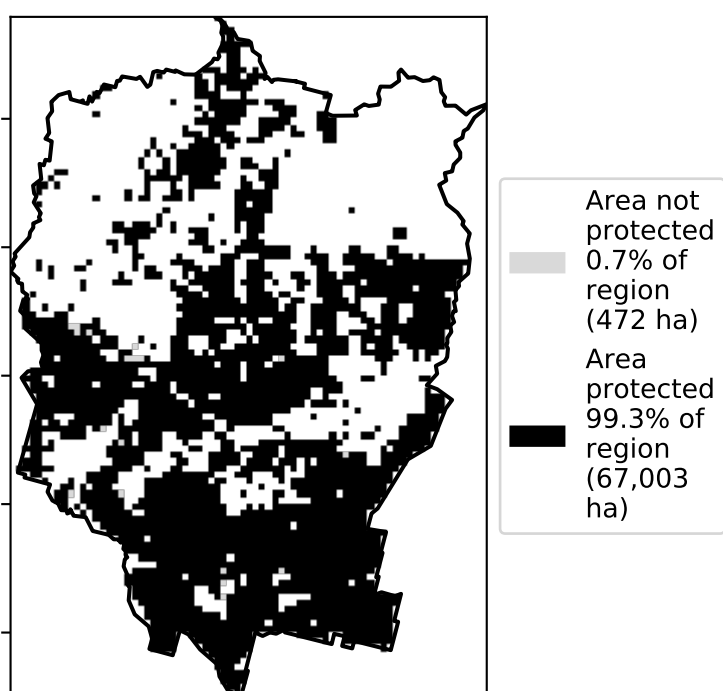 Area not
protected
0.7% of
region
(472 ha)
Area
protected
99.3% of
region
(67,003
ha)